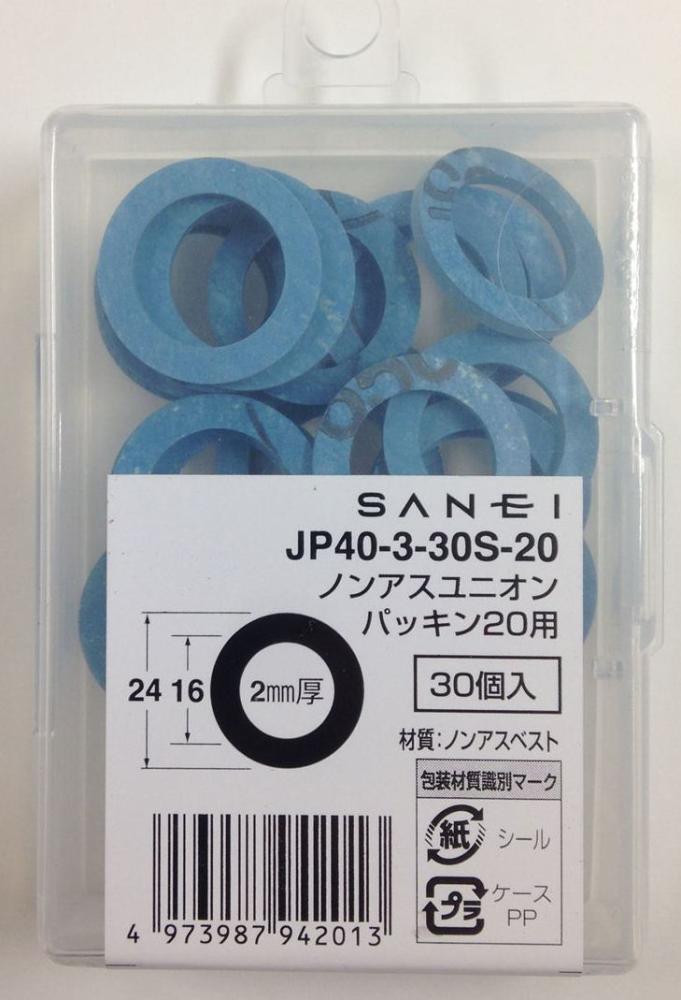 SANEI
JP40-3-30S-20
ノンアスユニオン
パッキン20用
24 16 2mm厚
30個入
材質:ノンアスベスト
包装材質識別マーク
紙 シール
プラ ケース
PP
4 973987 942013